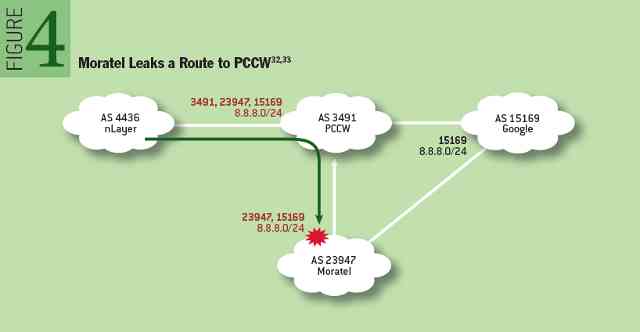 FIGURE 4
Moratel Leaks a Route to PCCW32,33
3491, 23947, 15169
8.8.8.0/24
AS 4436
nLayer
AS 3491
PCCW
AS 15169
Google
15169
8.8.8.0/24
23947, 15169
8.8.8.0/24
AS 23947
Moratel